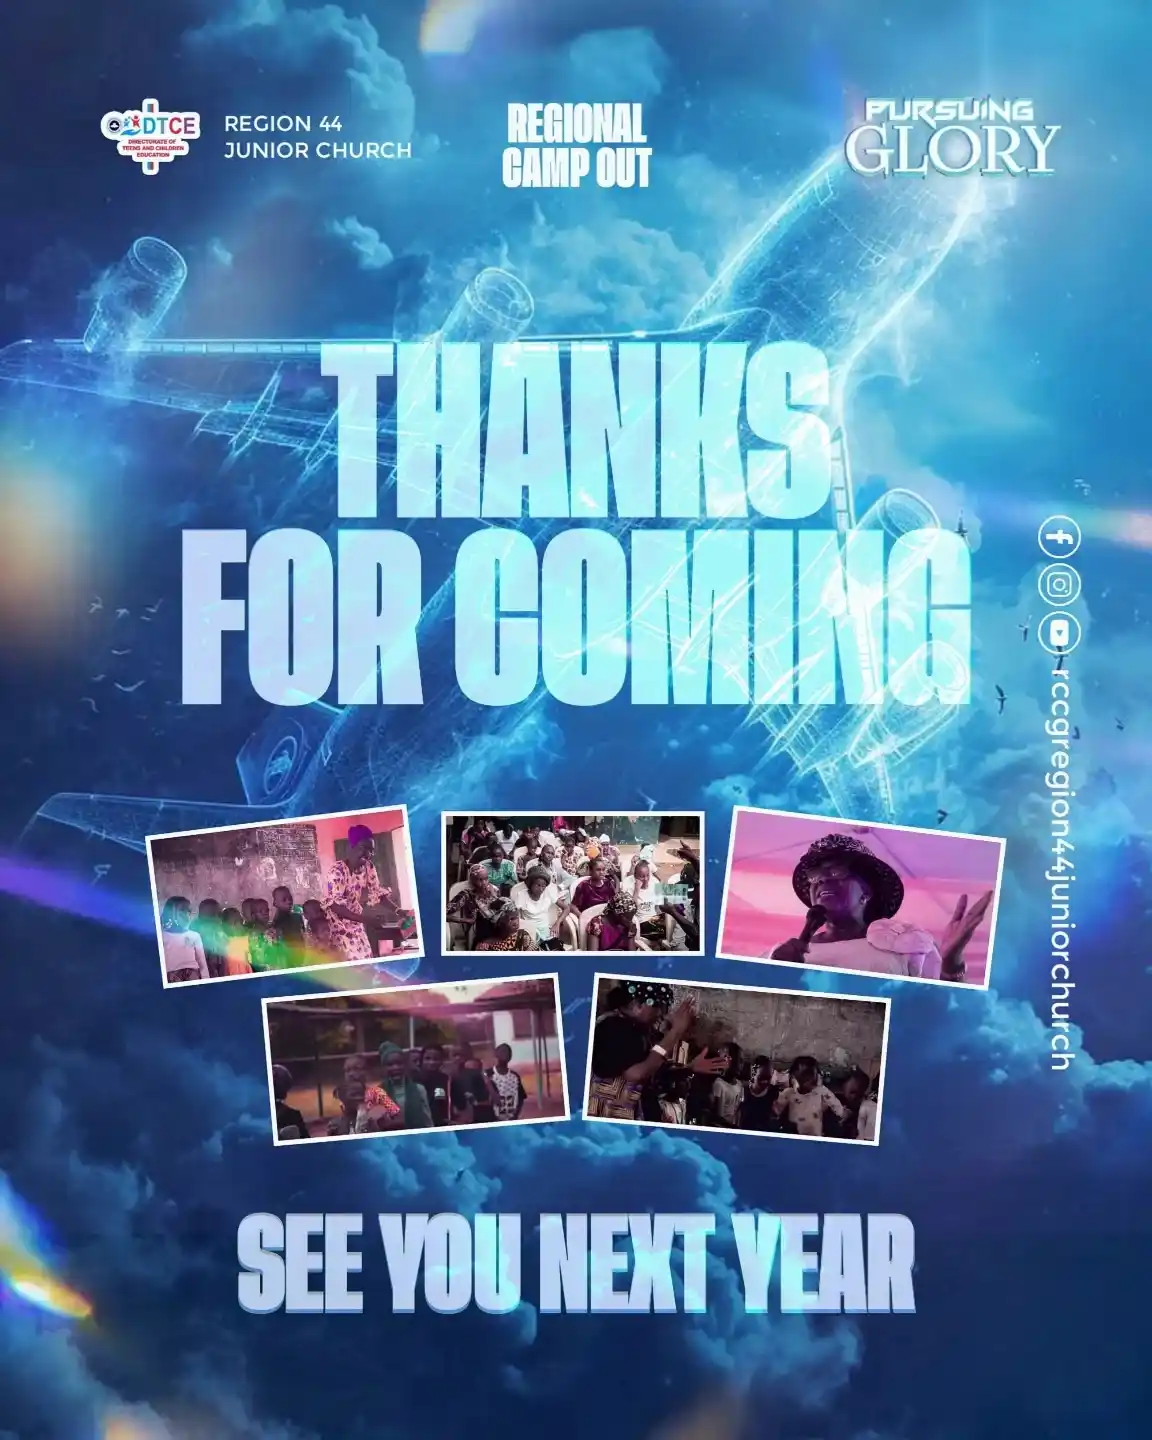 DTCE
DIRECTORATE OF
TEENS AND CHILDREN
EDUCATION
REGION 44
JUNIOR CHURCH
REGIONAL
CAMP OUT
PURSUING
GLORY
THANKS
FOR COMING
rccgregion44juniorchurch
SEE YOU NEXT YEAR